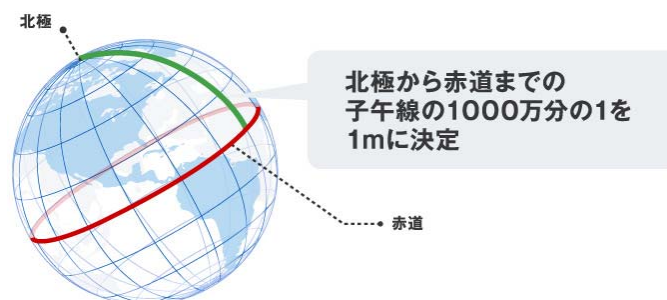 北極
北極から赤道までの
子午線の1000万分の1を
1mに決定
赤道